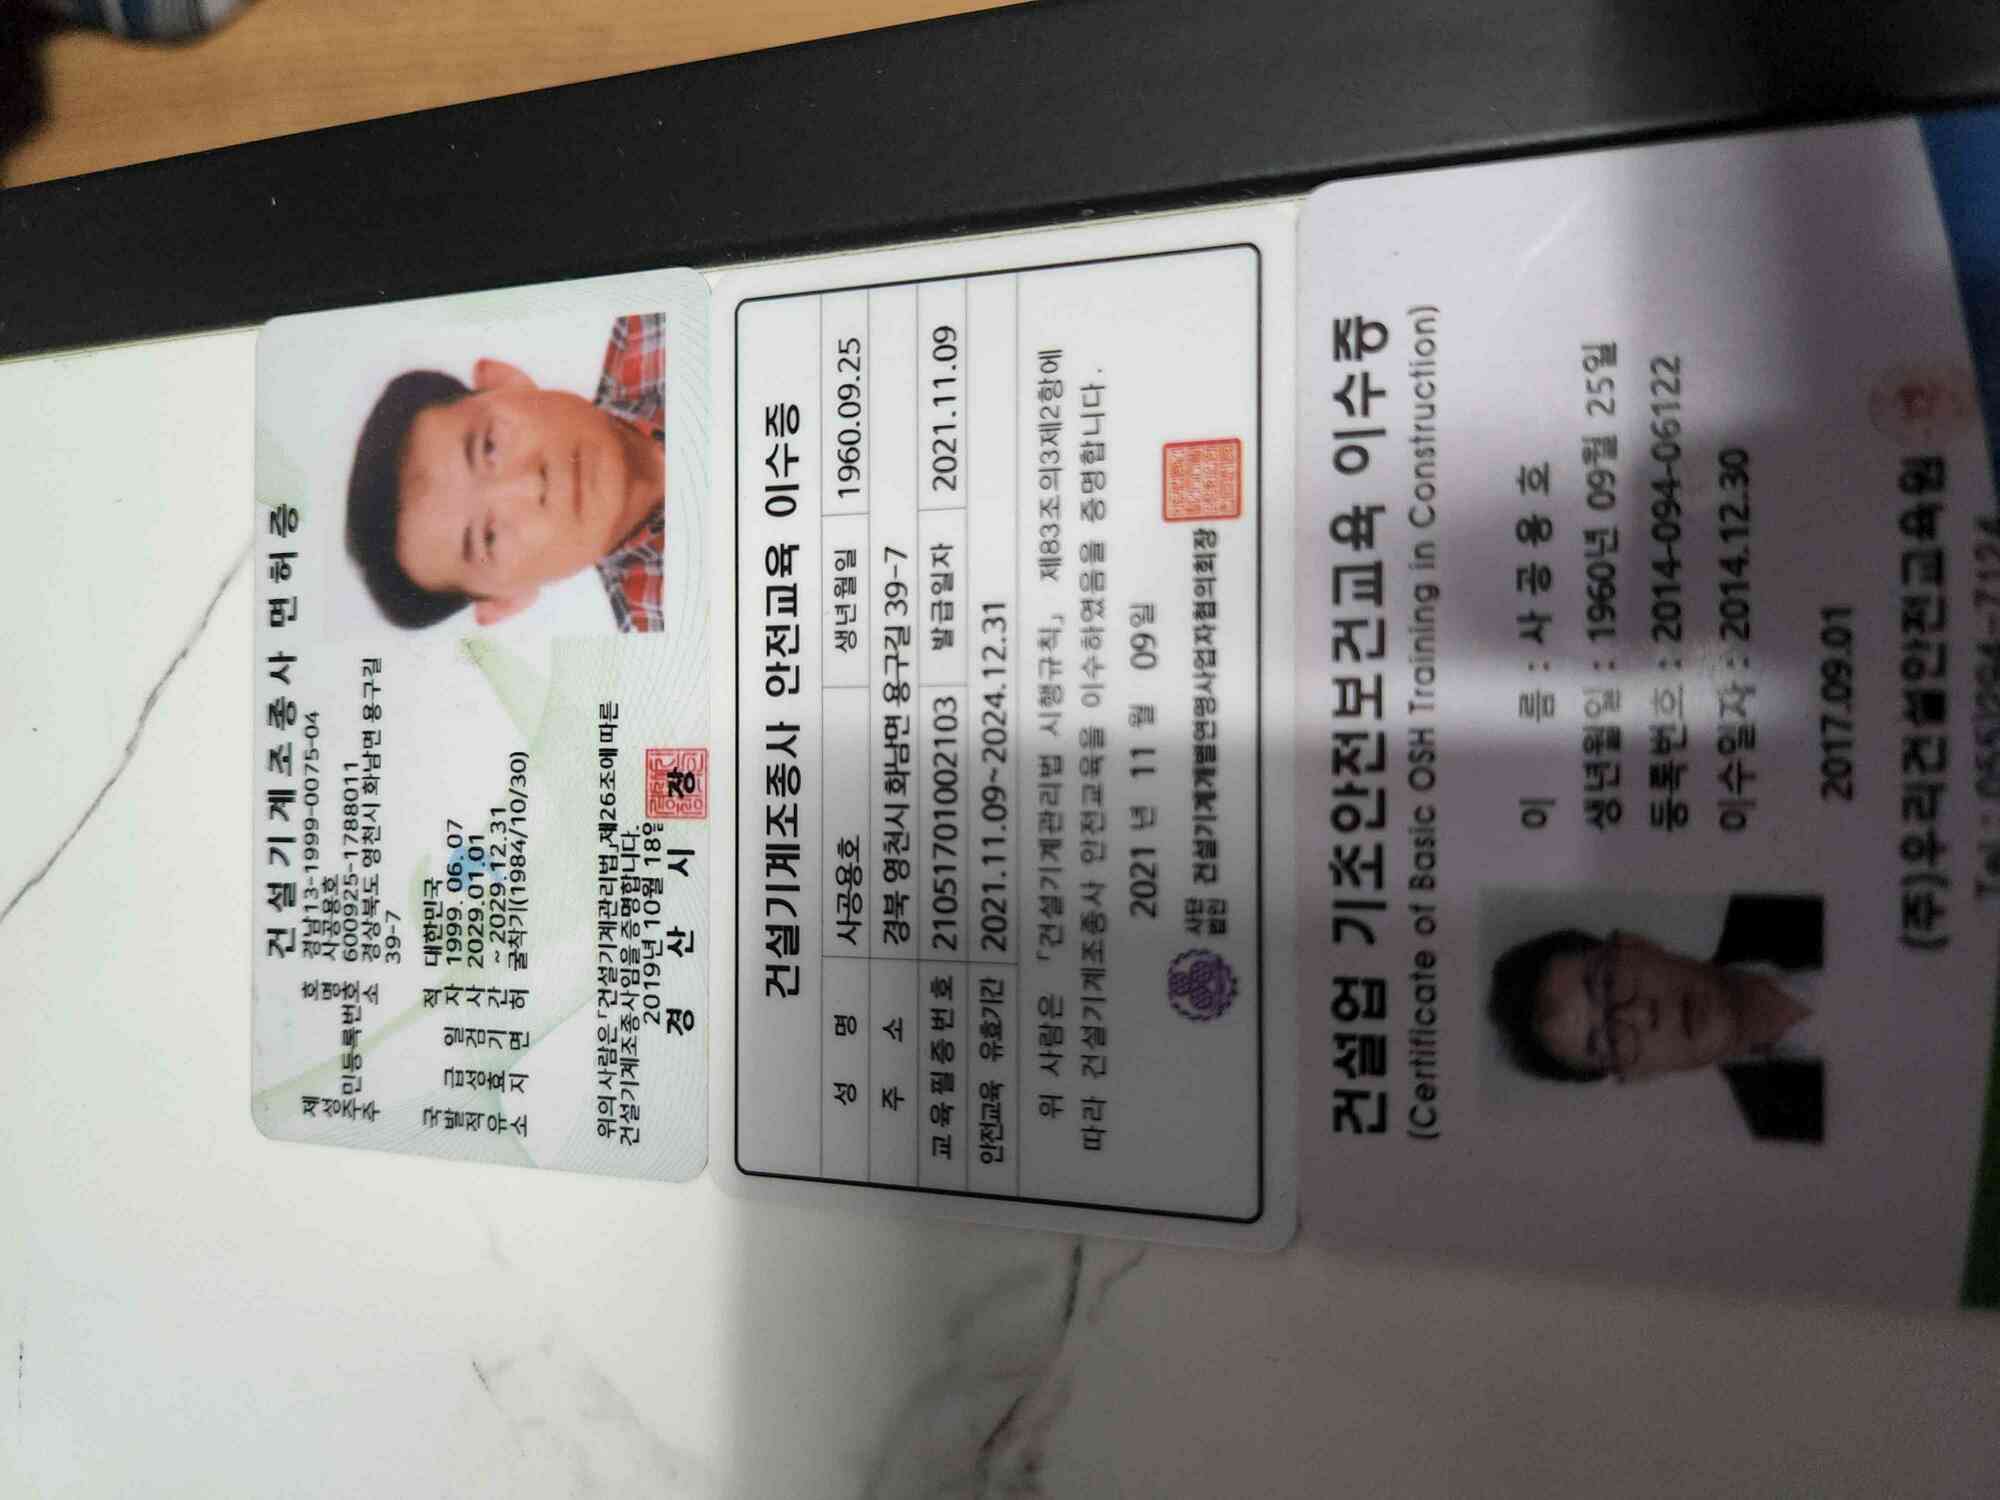 건설기계조종사면허증
제 호 경남13-1999-0075-04
성 명 사공용호
주민등록번호 600925-1788011
주 소 경상북도 영천시 화남면 용구길
39-7
국 적 대한민국
발 급 일 자 1999.06.07
적 성 검 사 2029.01.01
유 효 기 간 ~ 2029.12.31
소 지 면 허 굴착기(1984/10/30)
위의 사람은 「건설기계관리법」제26조에 따른
건설기계조종사임을 증명합니다.
2019년 10월 18일
경 산 시 장
건설기계조종사 안전교육 이수증
성 명 사공용호 생년월일 1960.09.25
주 소 경북 영천시 화남면 용구길 39-7
교육필증번호 2105170101002103 발급일자 2021.11.09
안전교육 유효기간 2021.11.09~2024.12.31
위 사람은 「건설기계관리법 시행규칙」 제83조의3제2항에
따라 건설기계조종사 안전교육을 이수하였음을 증명합니다.
2021 년 11 월 09일
사단법인 건설기계개별연명사업자협의회장
건설업 기초안전보건교육 이수증
(Certificate of Basic OSH Training in Construction)
이 름 : 사공용호
생년월일 : 1960년 09월 25일
등록번호 : 2014-094-06122
이수일자 : 2014.12.30
2017.09.01
(주)우리건설안전교육원
Tel : 055)294-7124